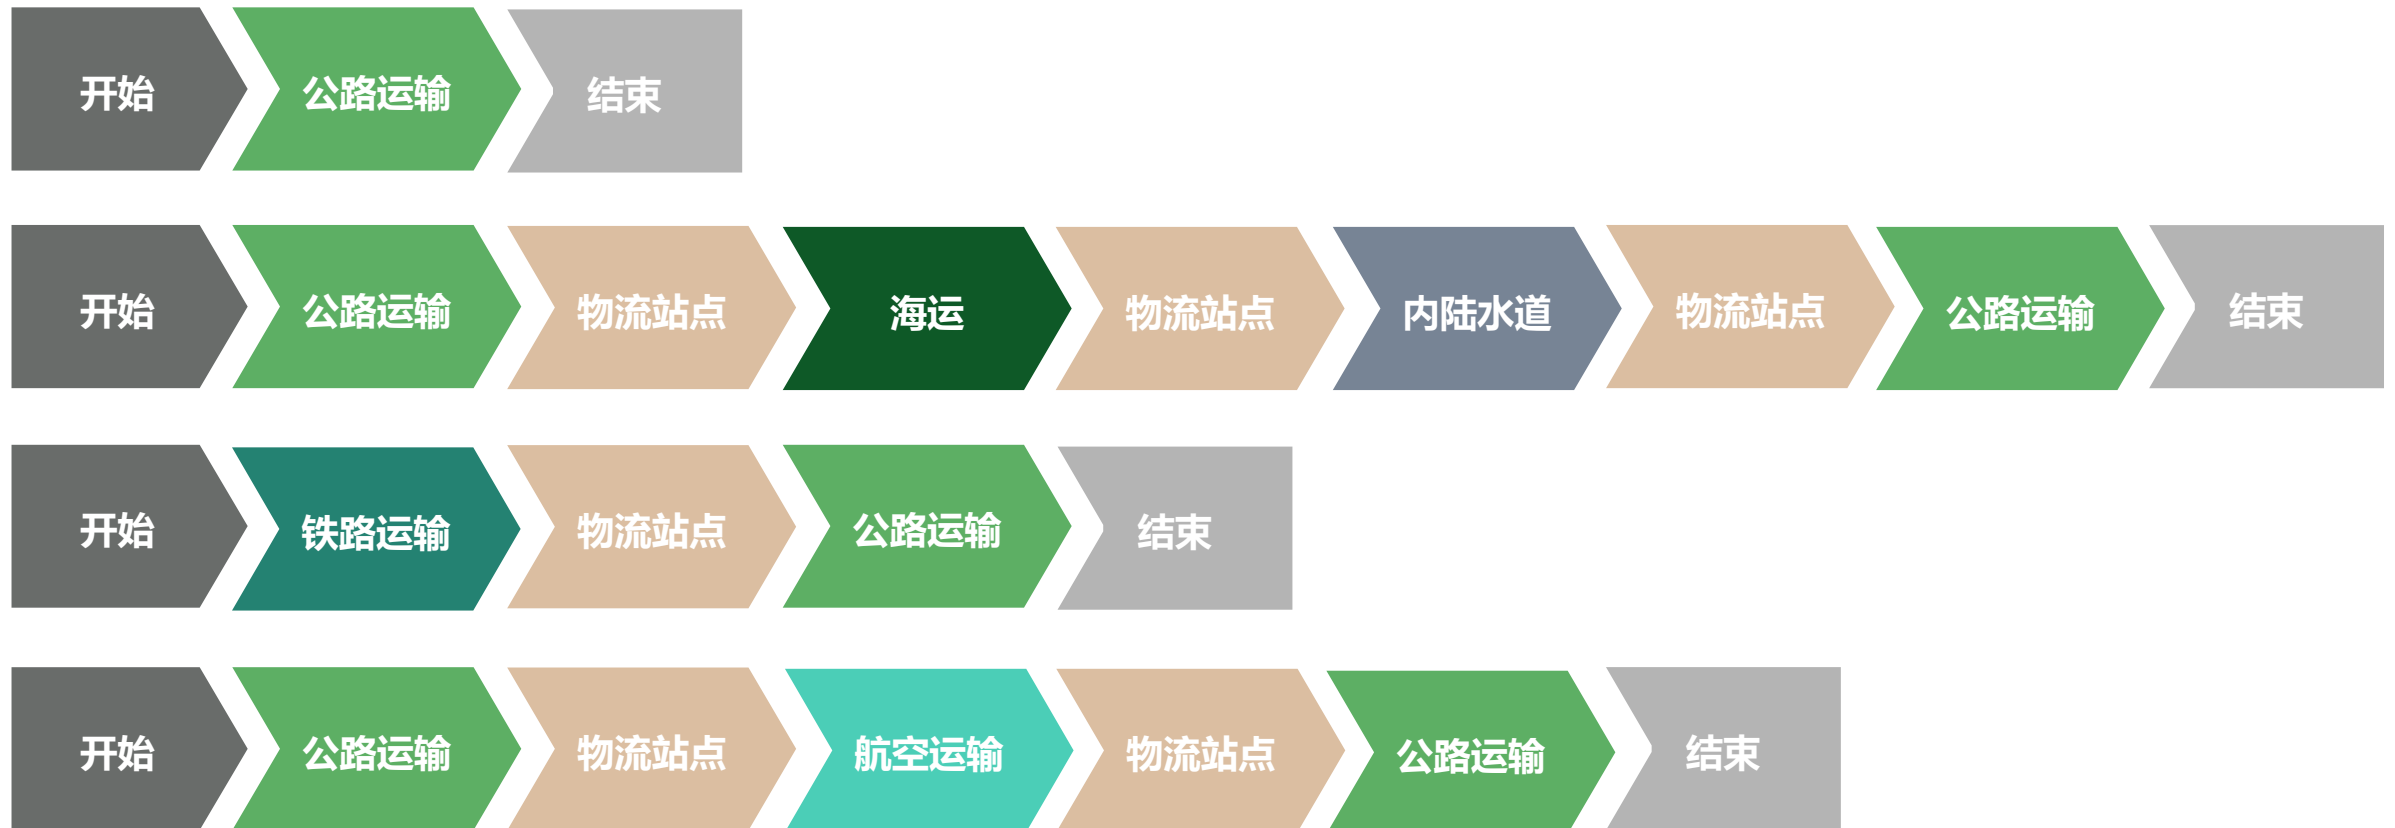 开始 公路运输 结束
开始 公路运输 物流站点 海运 物流站点 内陆水道 物流站点 公路运输 结束
开始 铁路运输 物流站点 公路运输 结束
开始 公路运输 物流站点 航空运输 物流站点 公路运输 结束